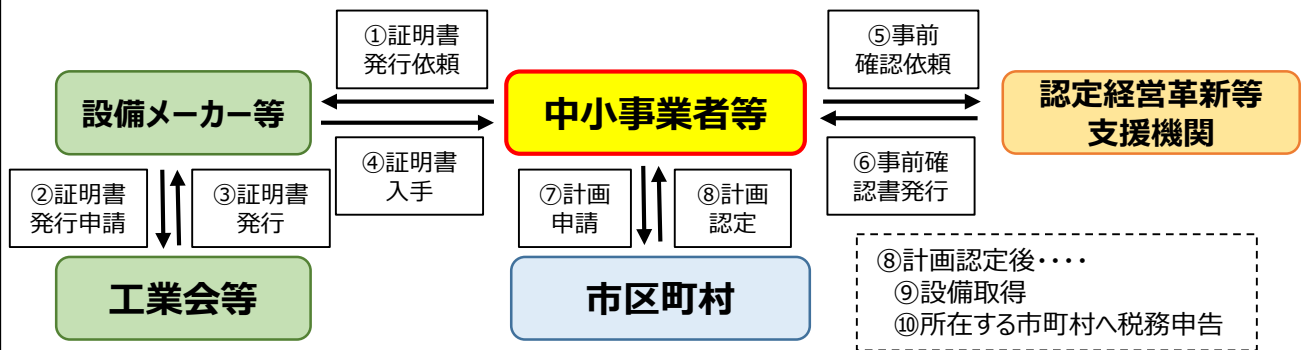 ①証明書
発行依頼
⑤事前
確認依頼
設備メーカー等
中小事業者等
認定経営革新等
支援機関
④証明書
入手
⑥事前確
認書発行
②証明書
発行申請
③証明書
発行
⑦計画
申請
⑧計画
認定
工業会等
市区町村
⑧計画認定後・・・・
⑨設備取得
⑩所在する市町村へ税務申告